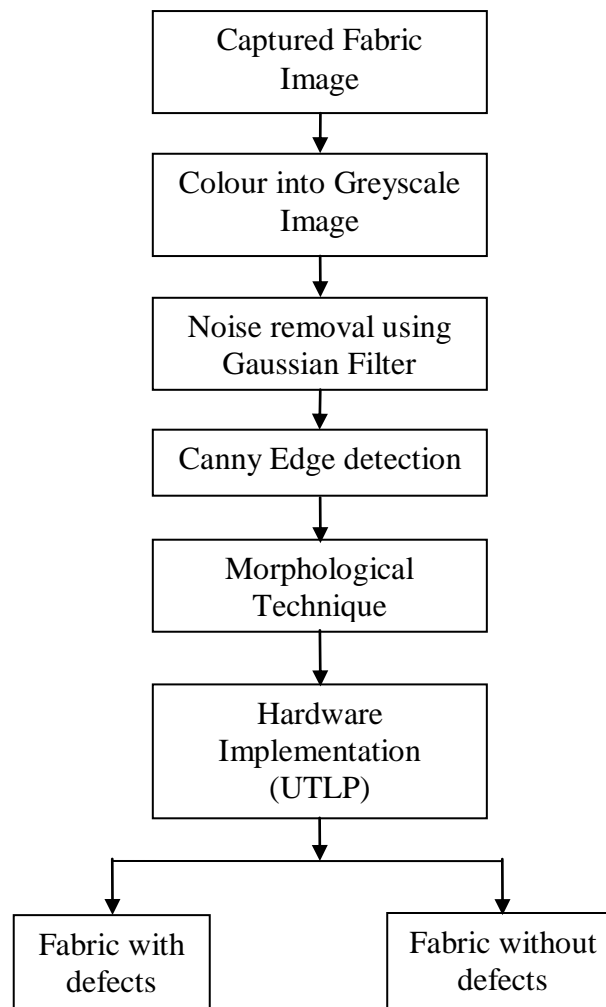 Captured Fabric
Image
Colour into Greyscale
Image
Noise removal using
Gaussian Filter
Canny Edge detection
Morphological
Technique
Hardware
Implementation
(UTLP)
Fabric with
defects
Fabric without
defects